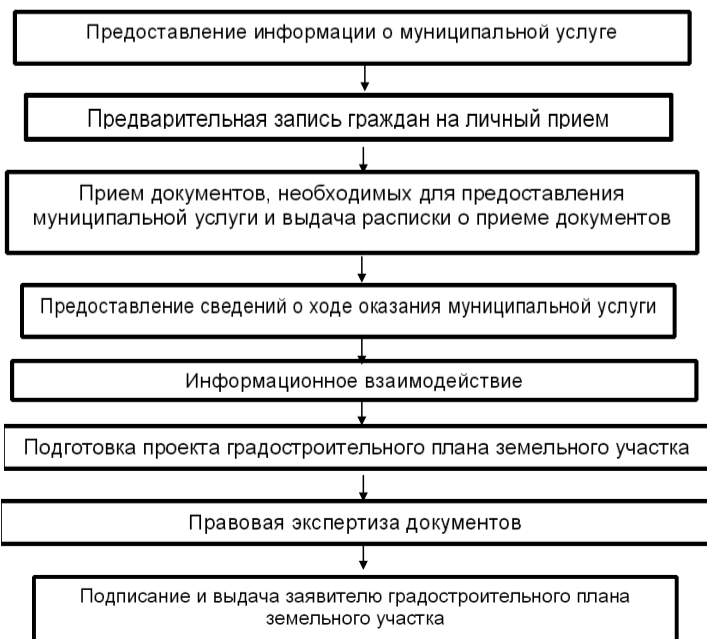 Предоставление информации о муниципальной услуге
Предварительная запись граждан на личный прием
Прием документов, необходимых для предоставления
муниципальной услуги и выдача расписки о приеме документов
Предоставление сведений о ходе оказания муниципальной услуги
Информационное взаимодействие
Подготовка проекта градостроительного плана земельного участка
Правовая экспертиза документов
Подписание и выдача заявителю градостроительного плана
земельного участка